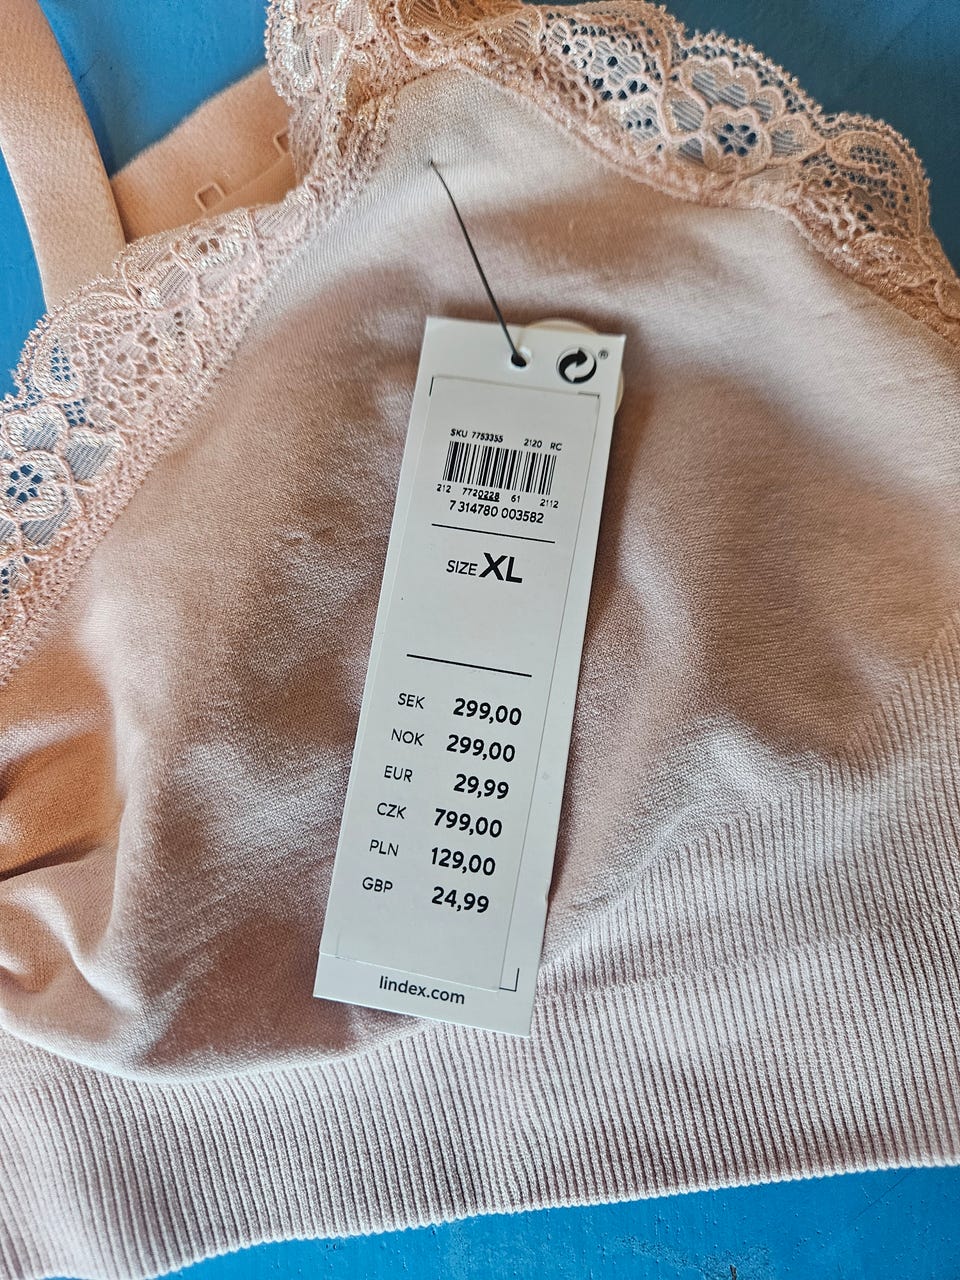 ®
SKU 7753355 2120 RC
212 7720228 61 2112
7 314780 003582
SIZE XL
SEK 299,00
NOK 299,00
EUR 29,99
CZK 799,00
PLN 129,00
GBP 24,99
lindex.com